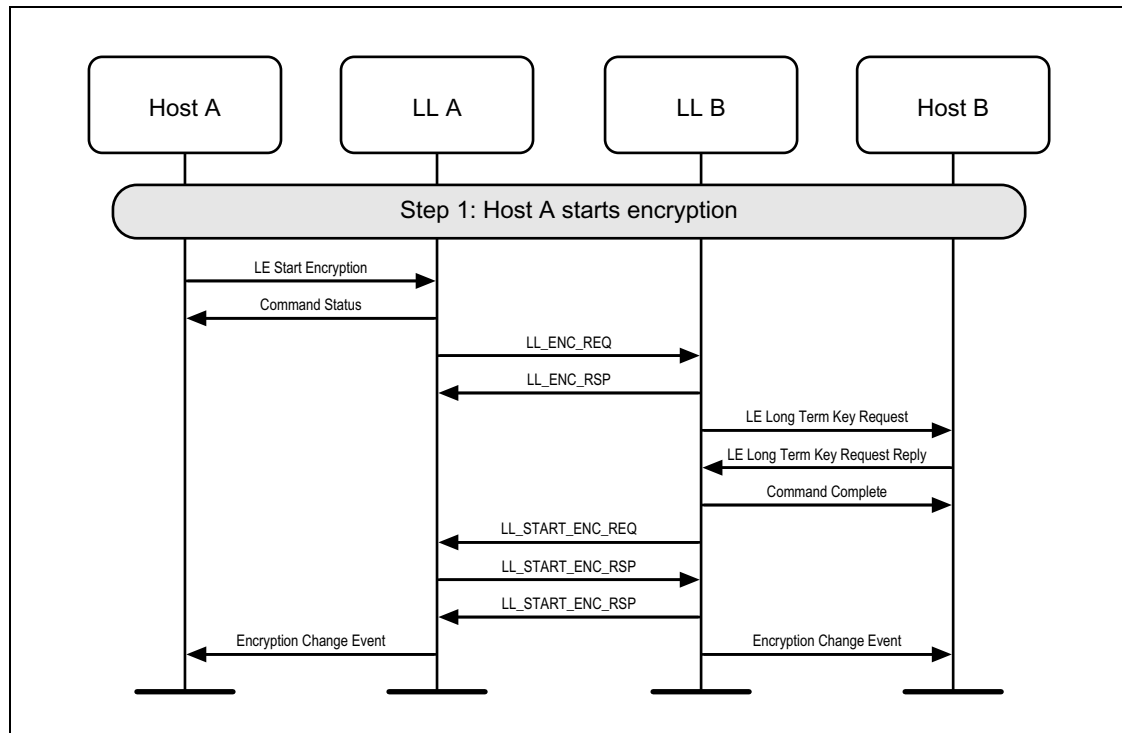 Host A
LL A
LL B
Host B
Step 1: Host A starts encryption
LE Start Encryption
Command Status
LL_ENC_REQ
LL_ENC_RSP
LE Long Term Key Request
LE Long Term Key Request Reply
Command Complete
LL_START_ENC_REQ
LL_START_ENC_RSP
LL_START_ENC_RSP
Encryption Change Event
Encryption Change Event